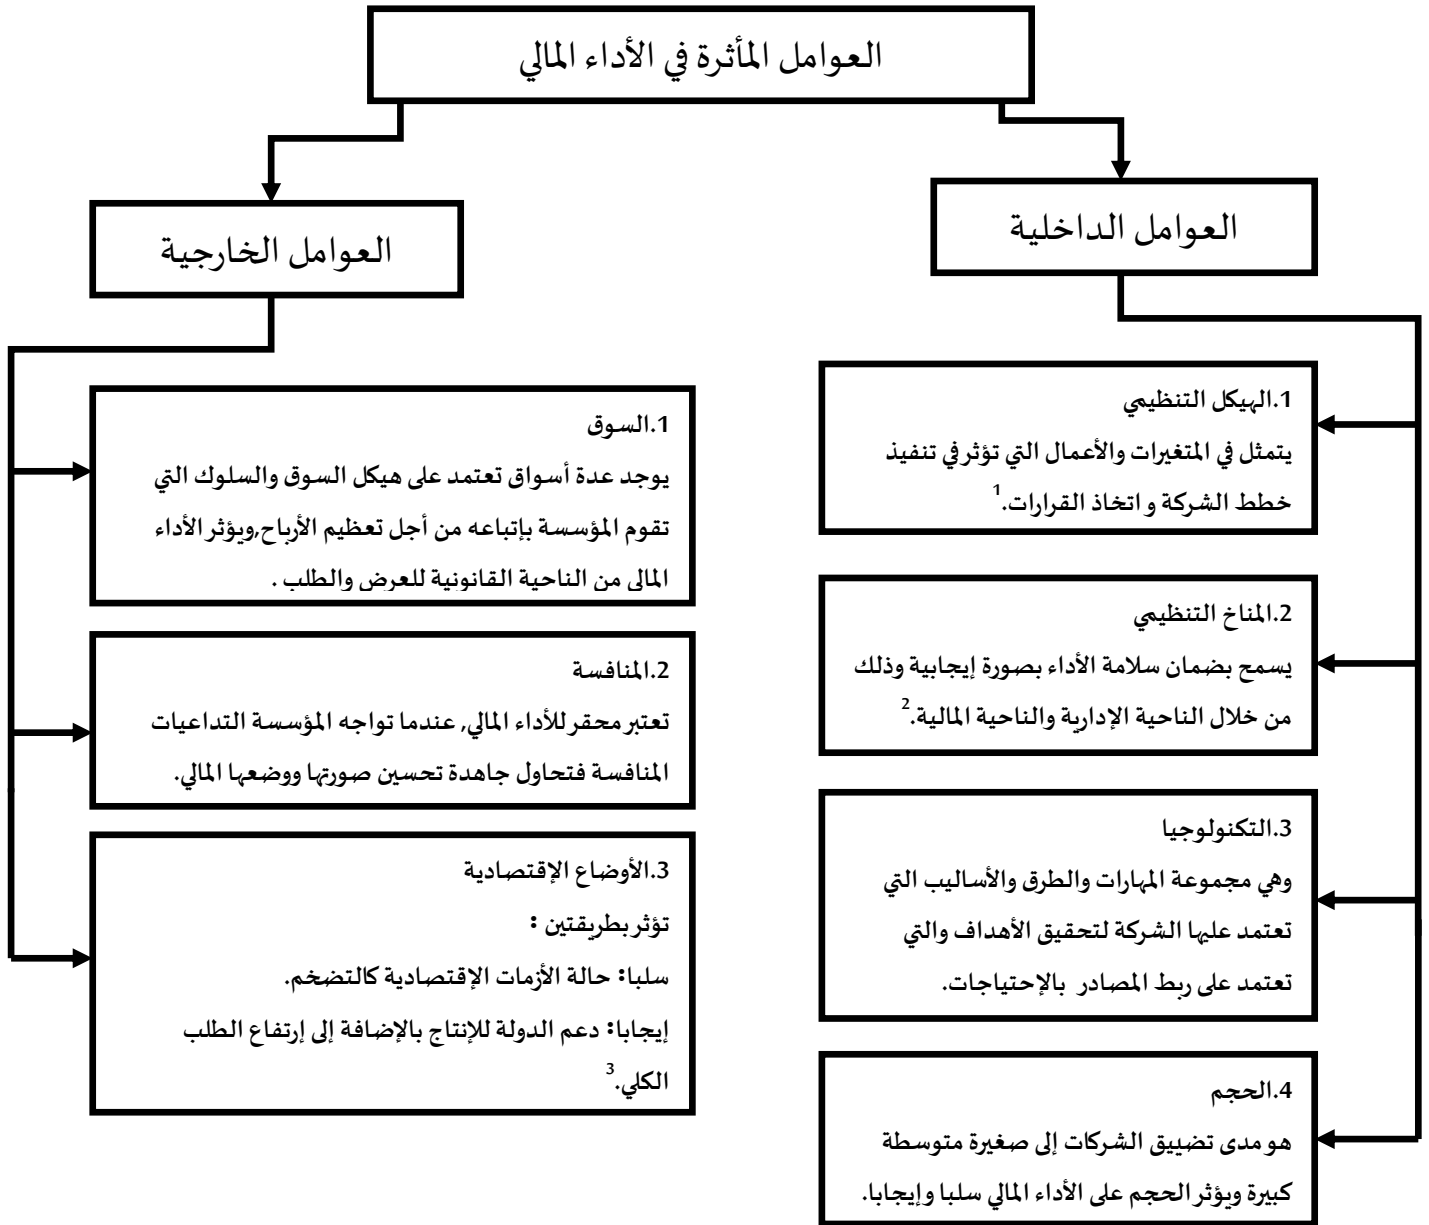 العوامل المأثرة في الأداء المالي
العوامل الداخلية
1.الهيكل التنظيمي
يتمثل في المتغيرات والأعمال التي تؤثر في تنفيذ
خطط الشركة و اتخاذ القرارات.1
2.المناخ التنظيمي
يسمح بضمان سلامة الأداء بصورة إيجابية وذلك
من خلال الناحية الإدارية والناحية المالية.2
3.التكنولوجيا
وهي مجموعة المهارات والطرق والأساليب التي
تعتمد عليها الشركة لتحقيق الأهداف والتي
تعتمد على ربط المصادر بالإحتياجات.
4.الحجم
هو مدى تضييق الشركات إلى صغيرة متوسطة
كبيرة ويؤثر الحجم على الأداء المالي سلبا وإيجابا.
العوامل الخارجية
1.السوق
يوجد عدة أسواق تعتمد على هيكل السوق والسلوك التي
تقوم المؤسسة بإتباعه من أجل تعظيم الأرباح,ويؤثر الأداء
المالي من الناحية القانونية للعرض والطلب .
2.المنافسة
تعتبر محقر للأداء المالي, عندما تواجه المؤسسة التداعيات
المنافسة فتحاول جاهدة تحسين صورتها ووضعها المالي.
3.الأوضاع الإقتصادية
تؤثر بطريقتين :
سلبا: حالة الأزمات الإقتصادية كالتضخم.
إيجابا: دعم الدولة للإنتاج بالإضافة إلى إرتفاع الطلب
الكلي.3